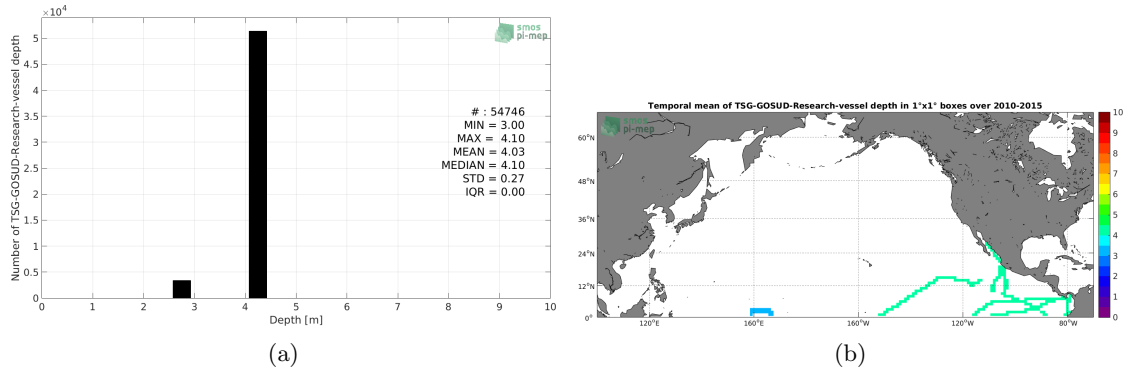 ×10⁴
5
4.5
4
3.5
3
2.5
2
1.5
1
0.5
0
Number of TSG-GOSUD-Research-vessel depth
0 1 2 3 4 5 6 7 8 9 10
Depth [m]
smos
pi-mep
# : 54746
MIN = 3.00
MAX = 4.10
MEAN = 4.03
MEDIAN = 4.10
STD = 0.27
IQR = 0.00
(a)
Temporal mean of TSG-GOSUD-Research-vessel depth in 1°x1° boxes over 2010-2015
smos
pi-mep
60°N
48°N
36°N
24°N
12°N
0°
120°E 160°E 160°W 120°W 80°W
10
9
8
7
6
5
4
3
2
1
0
(b)